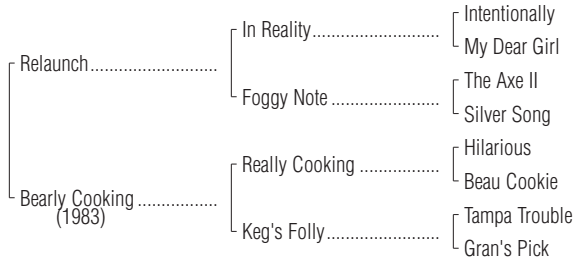 Intentionally
In Reality.............................
My Dear Girl
Relaunch.............................
The Axe II
Foggy Note .........................
Silver Song
Hilarious
Really Cooking ..................
Beau Cookie
Bearly Cooking ..................
(1983)
Tampa Trouble
Keg's Folly..........................
Gran's Pick